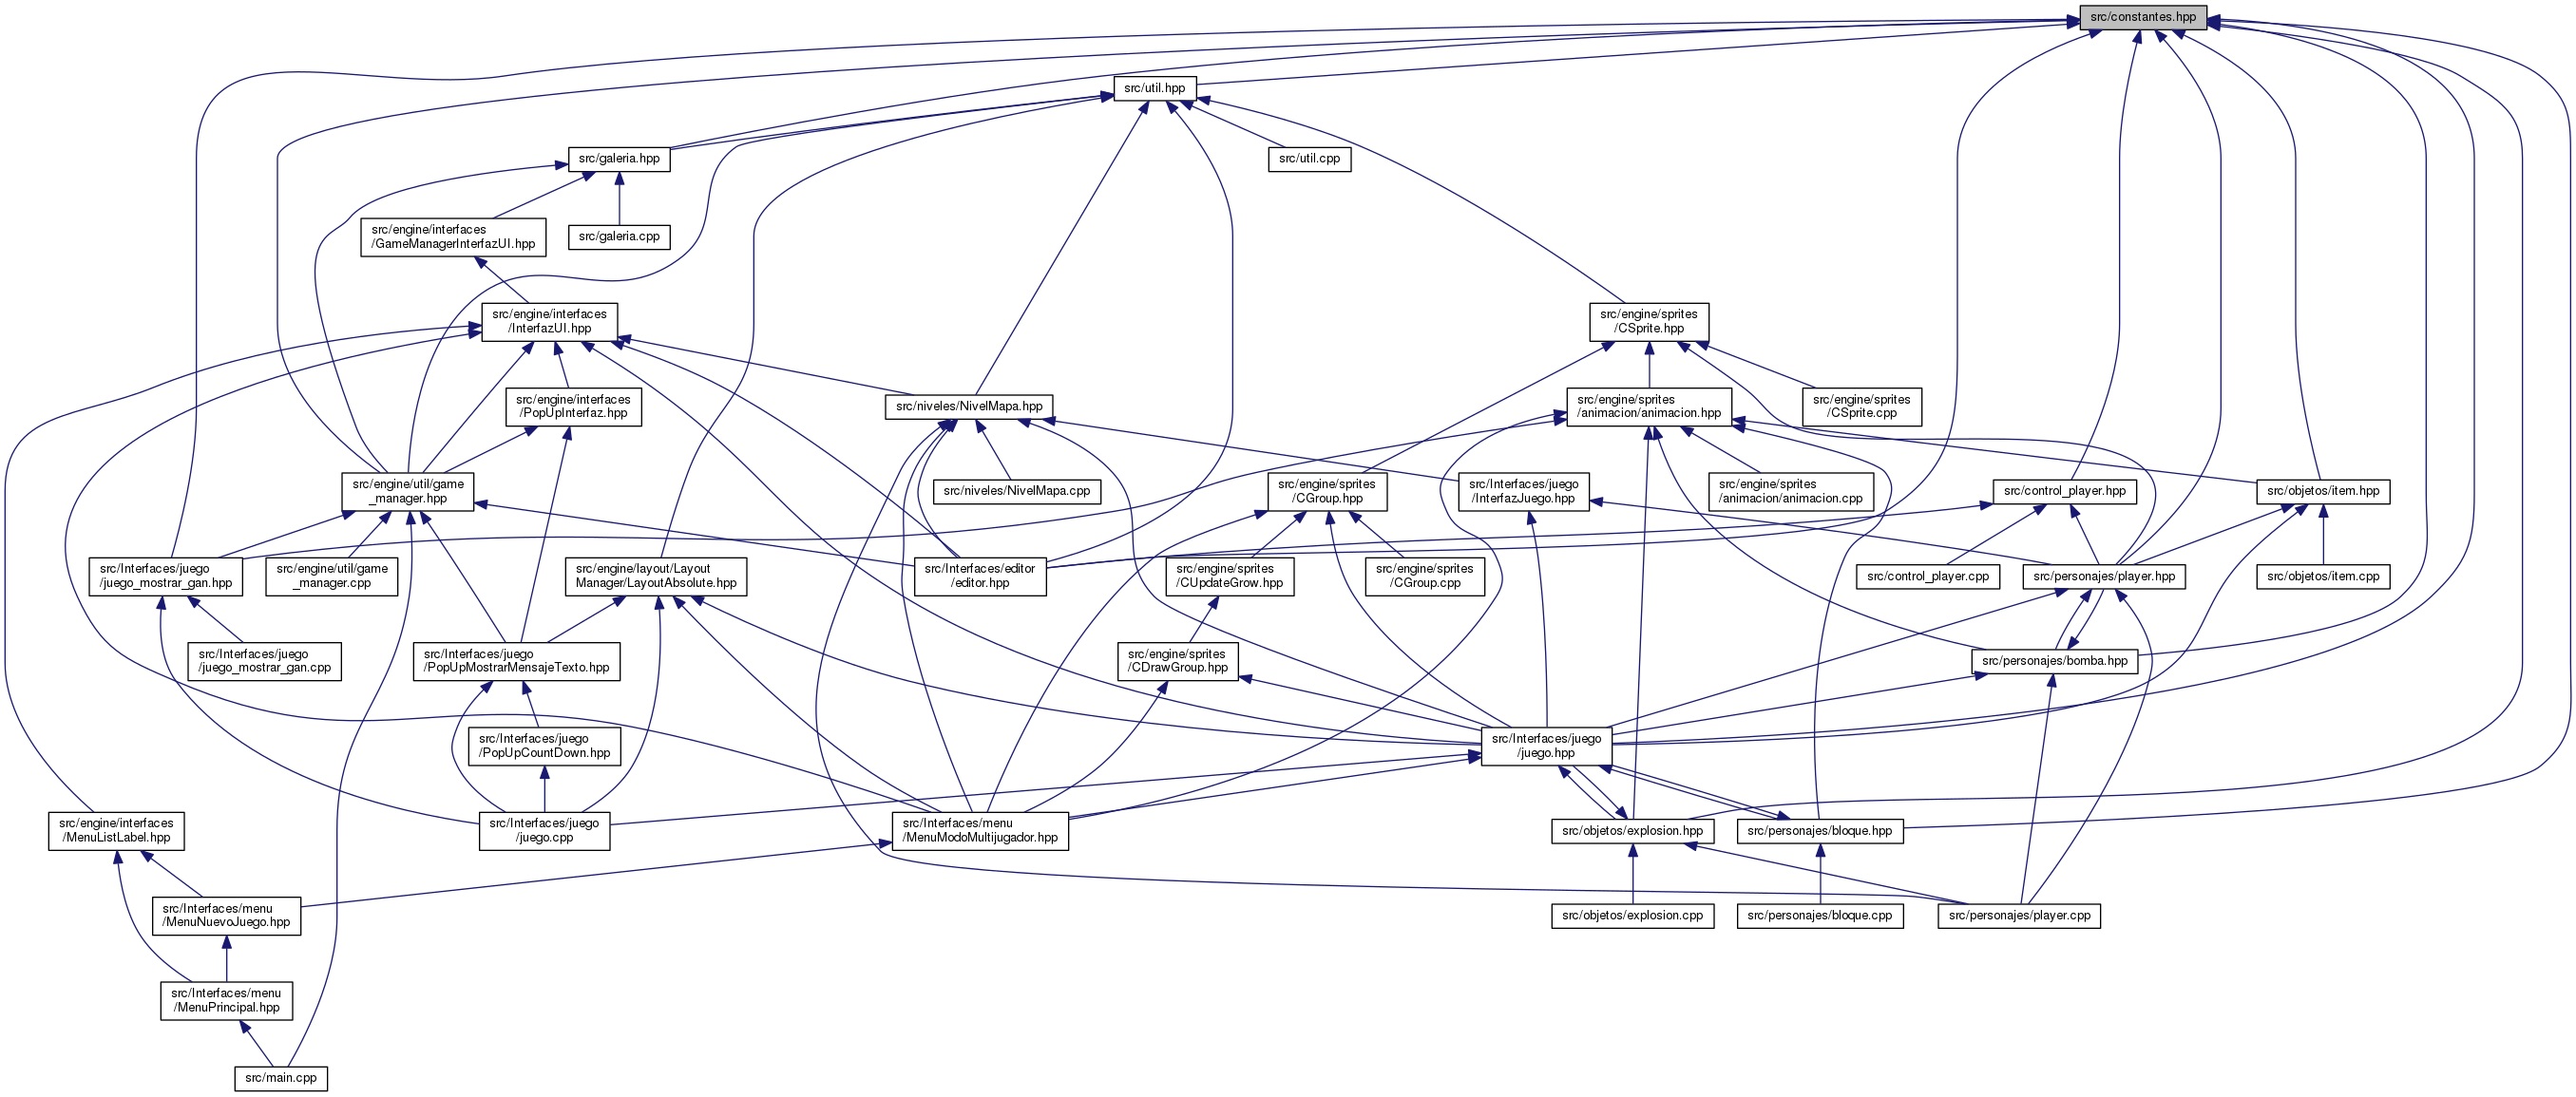 src/constantes.hpp
src/util.hpp
src/galeria.hpp
src/util.cpp
src/engine/interfaces
/GameManagerInterfazUI.hpp
src/galeria.cpp
src/engine/interfaces
/InterfazUI.hpp
src/engine/sprites
/CSprite.hpp
src/engine/interfaces
/PopUpInterfaz.hpp
src/niveles/NivelMapa.hpp
src/engine/sprites
/animacion/animacion.hpp
src/engine/sprites
/CSprite.cpp
src/engine/util/game
_manager.hpp
src/niveles/NivelMapa.cpp
src/engine/sprites
/CGroup.hpp
src/Interfaces/juego
/InterfazJuego.hpp
src/engine/sprites
/animacion/animacion.cpp
src/control_player.hpp
src/objetos/item.hpp
src/Interfaces/juego
/juego_mostrar_gan.hpp
src/engine/util/game
_manager.cpp
src/engine/layout/Layout
Manager/LayoutAbsolute.hpp
src/Interfaces/editor
/editor.hpp
src/engine/sprites
/CUpdateGrow.hpp
src/engine/sprites
/CGroup.cpp
src/control_player.cpp
src/personajes/player.hpp
src/objetos/item.cpp
src/Interfaces/juego
/juego_mostrar_gan.cpp
src/Interfaces/juego
/PopUpMostrarMensajeTexto.hpp
src/engine/sprites
/CDrawGroup.hpp
src/personajes/bomba.hpp
src/Interfaces/juego
/PopUpCountDown.hpp
src/Interfaces/juego
/juego.hpp
src/engine/interfaces
/MenuListLabel.hpp
src/Interfaces/juego
/juego.cpp
src/Interfaces/menu
/MenuModoMultijugador.hpp
src/objetos/explosion.hpp
src/personajes/bloque.hpp
src/Interfaces/menu
/MenuNuevoJuego.hpp
src/objetos/explosion.cpp
src/personajes/bloque.cpp
src/personajes/player.cpp
src/Interfaces/menu
/MenuPrincipal.hpp
src/main.cpp